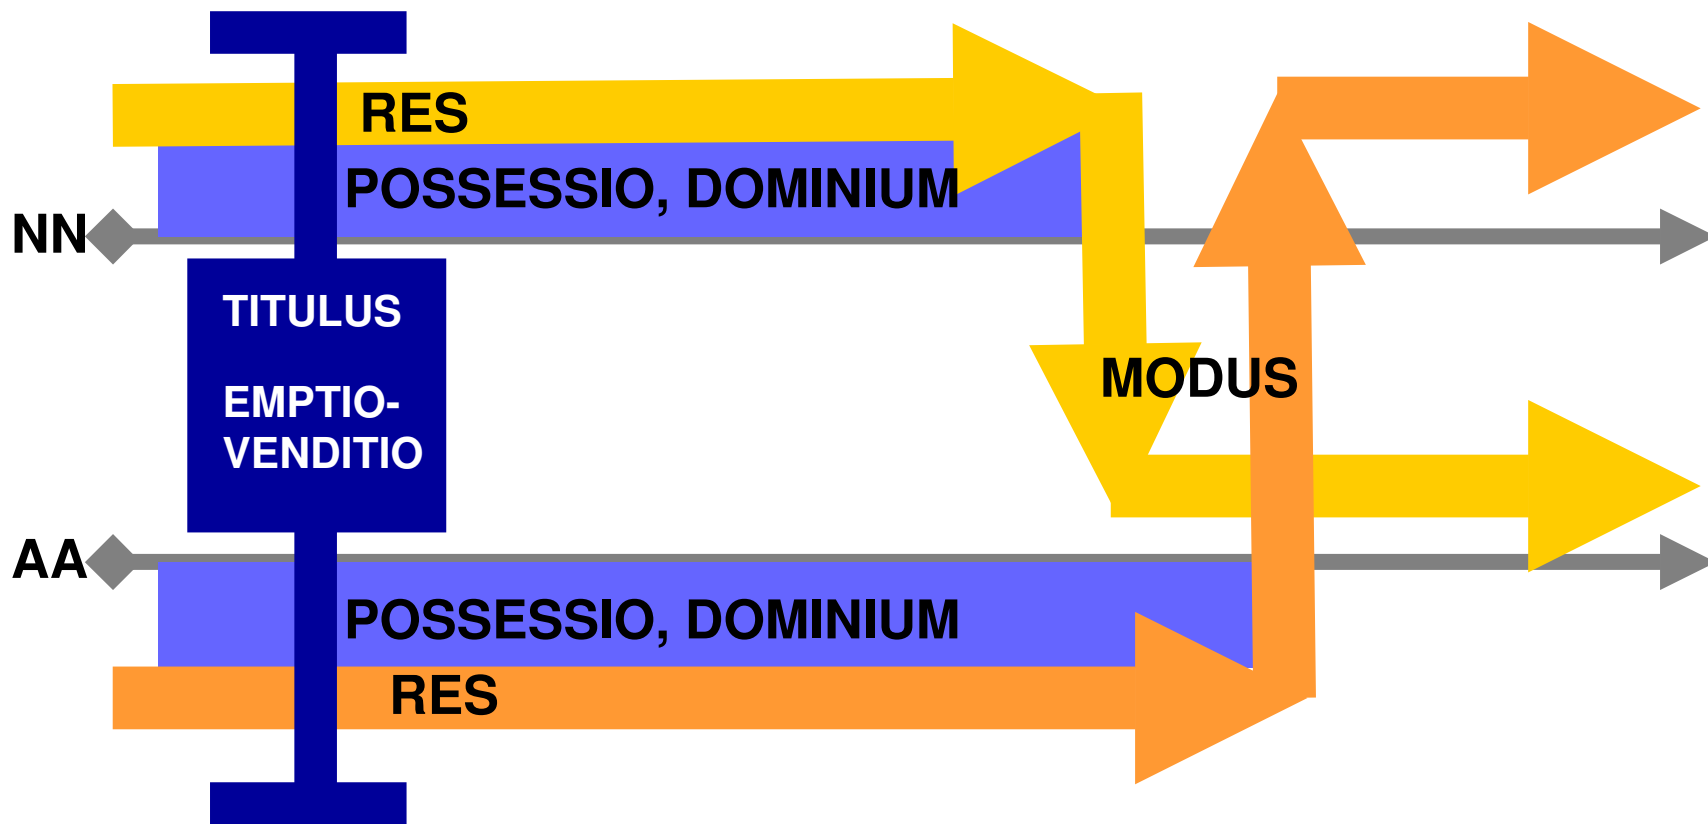 RES
POSSESSIO, DOMINIUM
NN
TITULUS
EMPTIO-
VENDITIO
MODUS
AA
POSSESSIO, DOMINIUM
RES